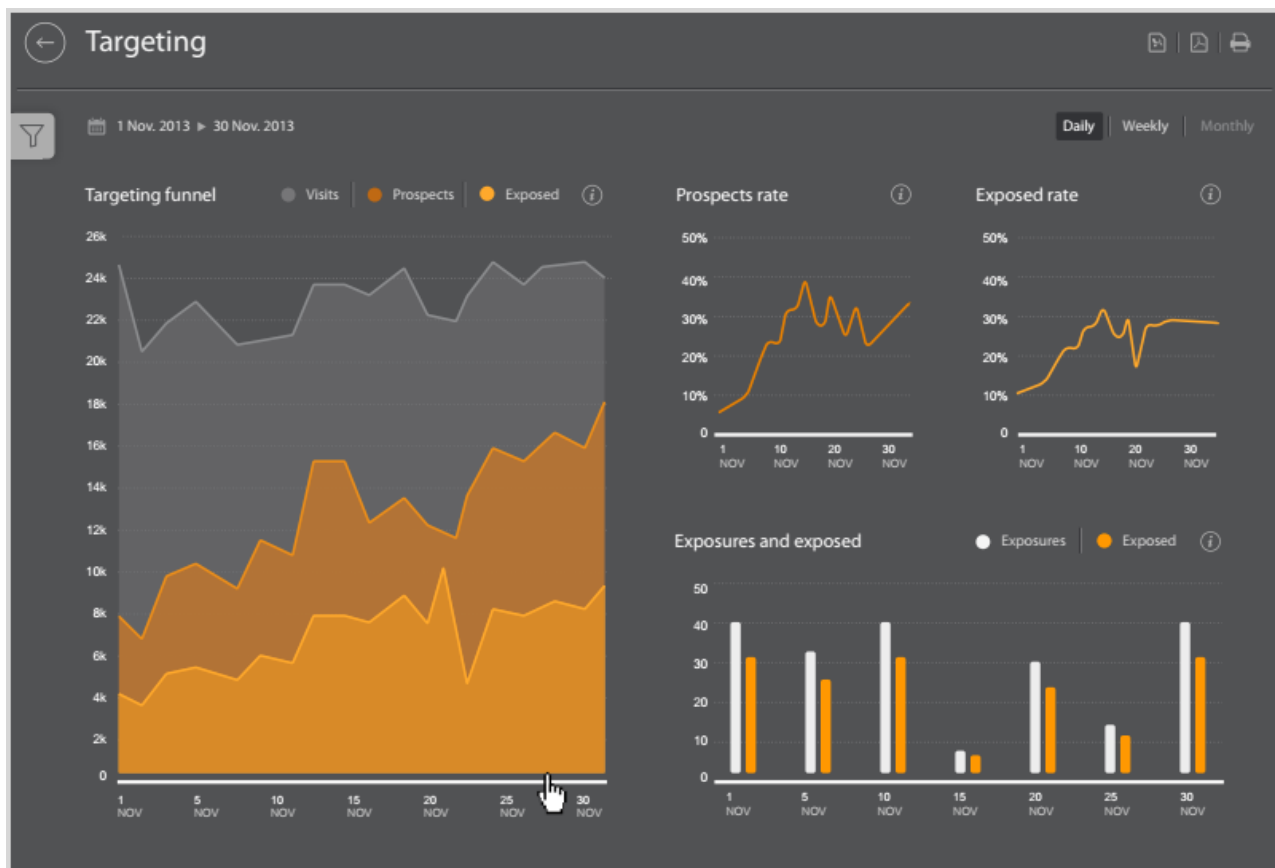 Targeting
1 Nov. 2013 ▶ 30 Nov. 2013
Daily Weekly Monthly
Targeting funnel Visits Prospects Exposed i
26k
24k
22k
20k
18k
16k
14k
12k
10k
8k
6k
4k
2k
0
1 5 10 15 20 25 30
NOV NOV NOV NOV NOV NOV NOV
Prospects rate i
50%
40%
30%
20%
10%
0
1 10 20 30
NOV NOV NOV NOV
Exposed rate i
50%
40%
30%
20%
10%
0
1 10 20 30
NOV NOV NOV NOV
Exposures and exposed Exposures Exposed i
50
40
30
20
10
0
1 5 10 15 20 25 30
NOV NOV NOV NOV NOV NOV NOV